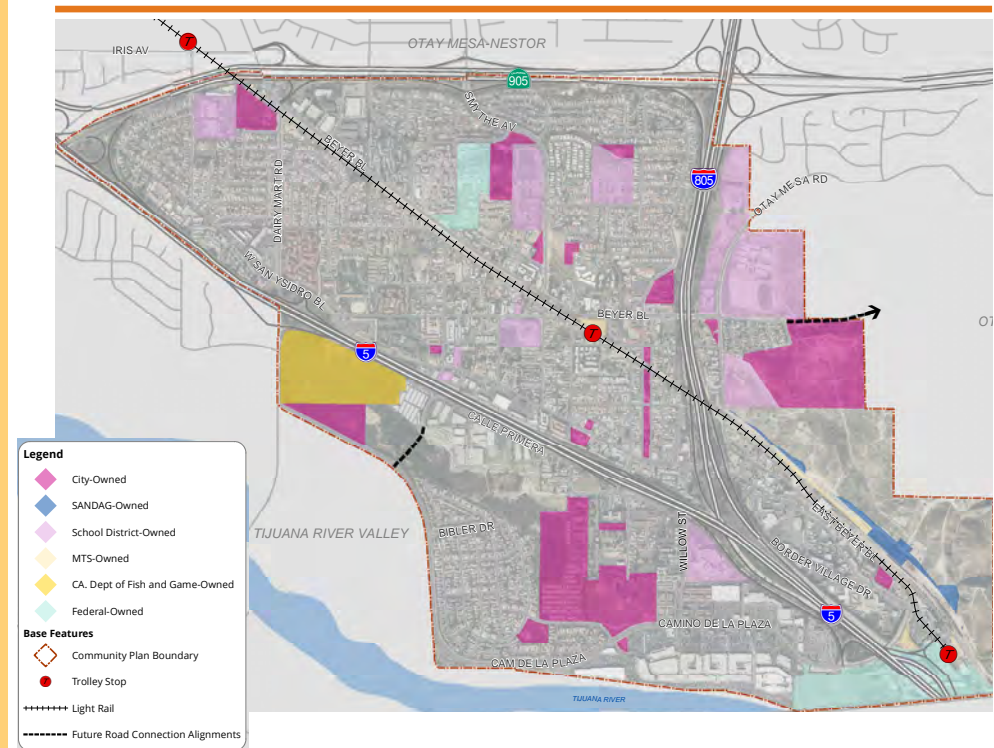 OTAY MESA-NESTOR
IRIS AV
T
905
SMYTHE AV
BEYER BL
805
OTAY MESA RD
DAIRY MART RD
W SAN YSIDRO BL
BEYER BL
T
5
CALLE PRIMERA
TIJUANA RIVER VALLEY
BIBLER DR
WILLOW ST
EAST BEYER BL
BORDER VILLAGE DR
5
CAMINO DE LA PLAZA
CAM DE LA PLAZA
T
TIJUANA RIVER
OT
Legend
City-Owned
SANDAG-Owned
School District-Owned
MTS-Owned
CA. Dept of Fish and Game-Owned
Federal-Owned
Base Features
Community Plan Boundary
T Trolley Stop
Light Rail
Future Road Connection Alignments